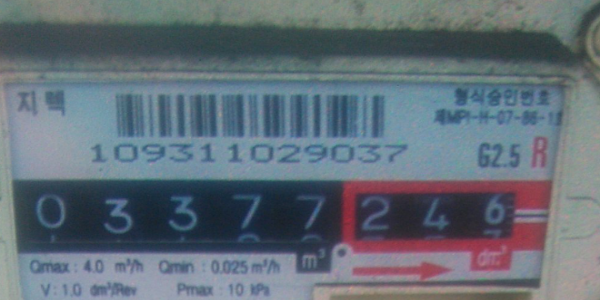 지 멕
형식승인번호
제MPI-H-07-86-1
109311029037
G2.5 R
0 3 3 7 7 2 4 6
m³
dm³
Qmax : 4.0 m³/h Qmin : 0.025 m³/h
V : 1.0 dm³/Rev Pmax : 10 kPa